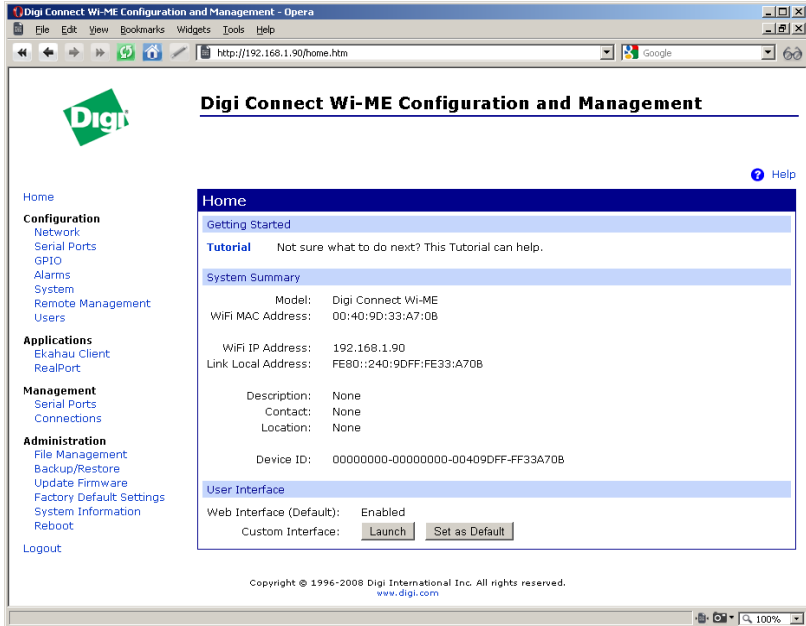 Digi Connect Wi-ME Configuration and Management - Opera
File Edit View Bookmarks Widgets Tools Help
http://192.168.1.90/home.htm Google
Digi
Digi Connect Wi-ME Configuration and Management
? Help
Home
Configuration
Network
Serial Ports
GPIO
Alarms
System
Remote Management
Users
Applications
Ekahau Client
RealPort
Management
Serial Ports
Connections
Administration
File Management
Backup/Restore
Update Firmware
Factory Default Settings
System Information
Reboot
Logout
Home
Getting Started
Tutorial Not sure what to do next? This Tutorial can help.
System Summary
Model: Digi Connect Wi-ME
WiFi MAC Address: 00:40:9D:33:A7:0B
WiFi IP Address: 192.168.1.90
Link Local Address: FE80::240:9DFF:FE33:A70B
Description: None
Contact: None
Location: None
Device ID: 00000000-00000000-00409DFF-FF33A70B
User Interface
Web Interface (Default): Enabled
Custom Interface: Launch Set as Default
Copyright © 1996-2008 Digi International Inc. All rights reserved.
www.digi.com
100%